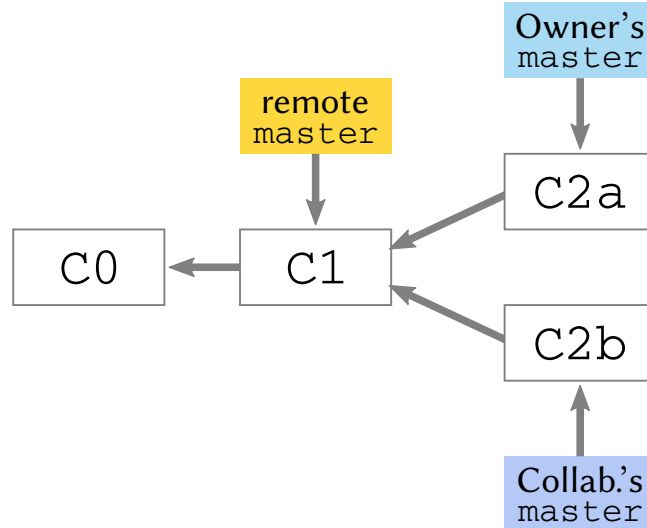 Owner's
master
remote
master
C2a
C0
C1
C2b
Collab.'s
master